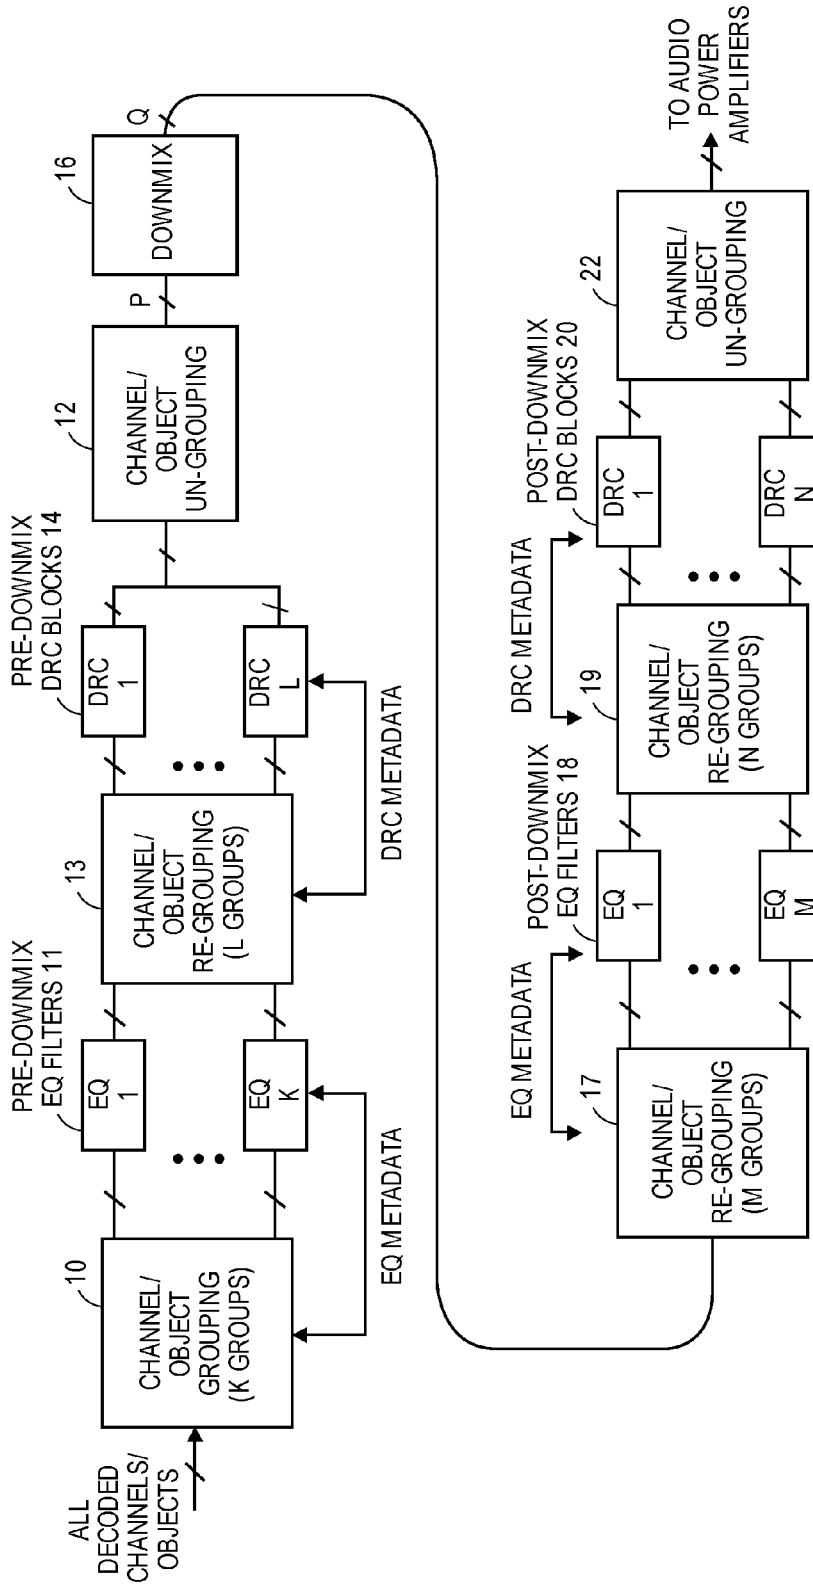 ALL
DECODED
CHANNELS/
OBJECTS
10
CHANNEL/
OBJECT
GROUPING
(K GROUPS)
PRE-DOWNMIX
EQ FILTERS 11
EQ
1
EQ
K
EQ METADATA
13
CHANNEL/
OBJECT
RE-GROUPING
(L GROUPS)
PRE-DOWNMIX
DRC BLOCKS 14
DRC
1
DRC
L
DRC METADATA
12
CHANNEL/
OBJECT
UN-GROUPING
P
16
DOWNMIX
Q
17
CHANNEL/
OBJECT
RE-GROUPING
(M GROUPS)
EQ METADATA
POST-DOWNMIX
EQ FILTERS 18
EQ
1
EQ
M
19
CHANNEL/
OBJECT
RE-GROUPING
(N GROUPS)
DRC METADATA
POST-DOWNMIX
DRC BLOCKS 20
DRC
1
DRC
N
22
CHANNEL/
OBJECT
UN-GROUPING
TO AUDIO
POWER
AMPLIFIERS